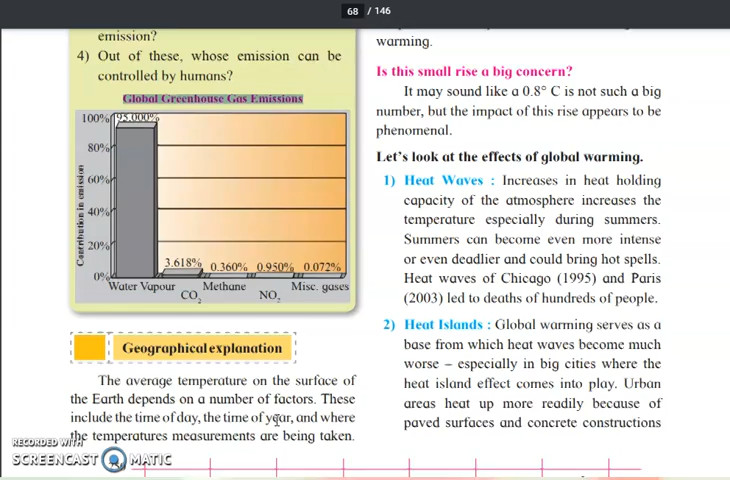 68 / 146
emission?
4) Out of these, whose emission can be
controlled by humans?
Global Greenhouse Gas Emissions
Contribution in emission
100%
80%
60%
40%
20%
0%
95.000%
3.618%
0.360%
0.950%
0.072%
Water Vapour
CO2
Methane
NO2
Misc. gases
Geographical explanation
The average temperature on the surface of
the Earth depends on a number of factors. These
include the time of day, the time of year, and where
the temperatures measurements are being taken.
warming.
Is this small rise a big concern?
It may sound like a 0.8° C is not such a big
number, but the impact of this rise appears to be
phenomenal.
Let's look at the effects of global warming.
1) Heat Waves : Increases in heat holding
capacity of the atmosphere increases the
temperature especially during summers.
Summers can become even more intense
or even deadlier and could bring hot spells.
Heat waves of Chicago (1995) and Paris
(2003) led to deaths of hundreds of people.
2) Heat Islands : Global warming serves as a
base from which heat waves become much
worse – especially in big cities where the
heat island effect comes into play. Urban
areas heat up more readily because of
paved surfaces and concrete constructions
RECORDED WITH
SCREENCAST MATIC